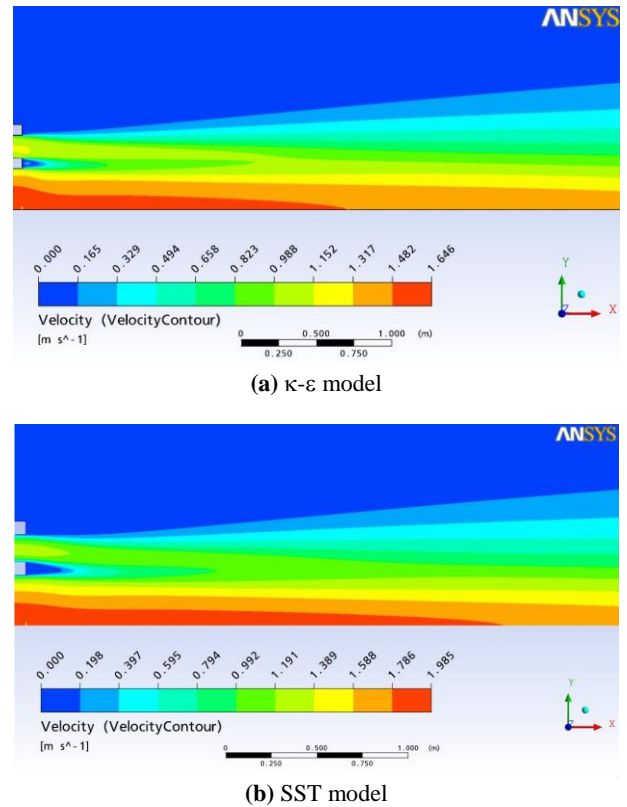 ANSYS
0.000 0.165 0.329 0.494 0.658 0.823 0.988 1.152 1.317 1.482 1.646
Velocity (VelocityContour)
[m s^-1]
0 0.500 1.000 (m)
0.250 0.750
Y
Z
X
(a) κ-ε model
ANSYS
0.000 0.198 0.397 0.595 0.794 0.992 1.191 1.389 1.588 1.786 1.985
Velocity (VelocityContour)
[m s^-1]
0 0.500 1.000 (m)
0.250 0.750
Y
Z
X
(b) SST model